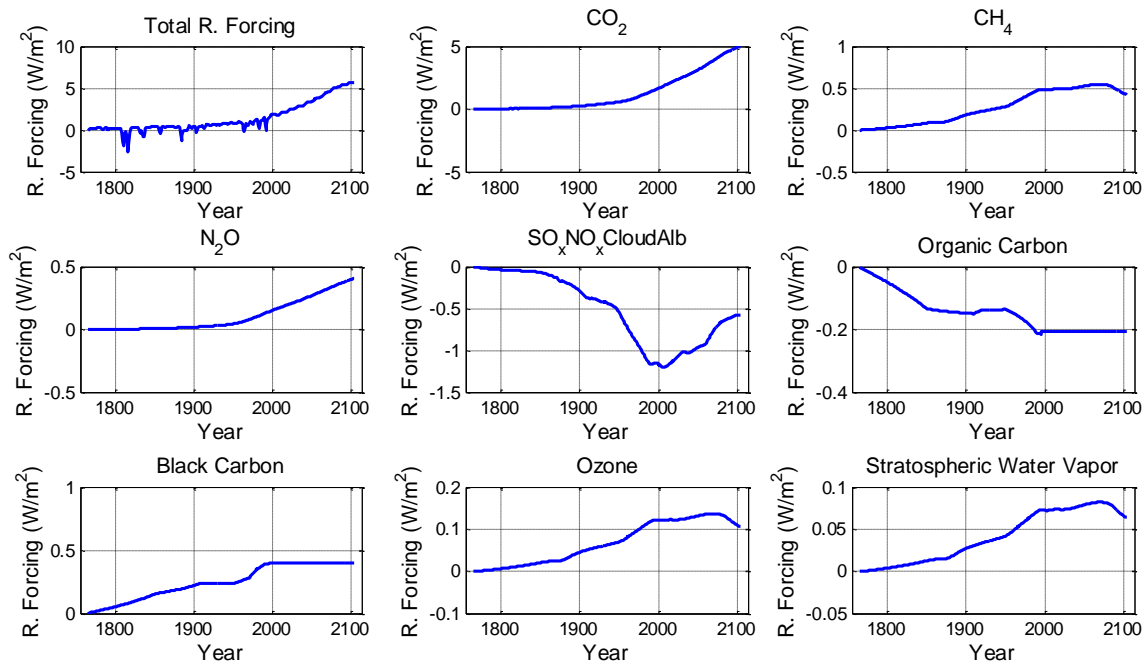 Total R. Forcing
R. Forcing (W/m²)
10
5
0
-5
1800 1900 2000 2100
Year
CO₂
R. Forcing (W/m²)
5
0
-5
1800 1900 2000 2100
Year
CH₄
R. Forcing (W/m²)
1
0.5
0
-0.5
1800 1900 2000 2100
Year
N₂O
R. Forcing (W/m²)
0.5
0
-0.5
1800 1900 2000 2100
Year
SOₓNOₓCloudAlb
R. Forcing (W/m²)
0
-0.5
-1
-1.5
1800 1900 2000 2100
Year
Organic Carbon
R. Forcing (W/m²)
0
-0.2
-0.4
1800 1900 2000 2100
Year
Black Carbon
R. Forcing (W/m²)
1
0.5
0
1800 1900 2000 2100
Year
Ozone
R. Forcing (W/m²)
0.2
0.1
0
-0.1
1800 1900 2000 2100
Year
Stratospheric Water Vapor
R. Forcing (W/m²)
0.1
0.05
0
-0.05
1800 1900 2000 2100
Year